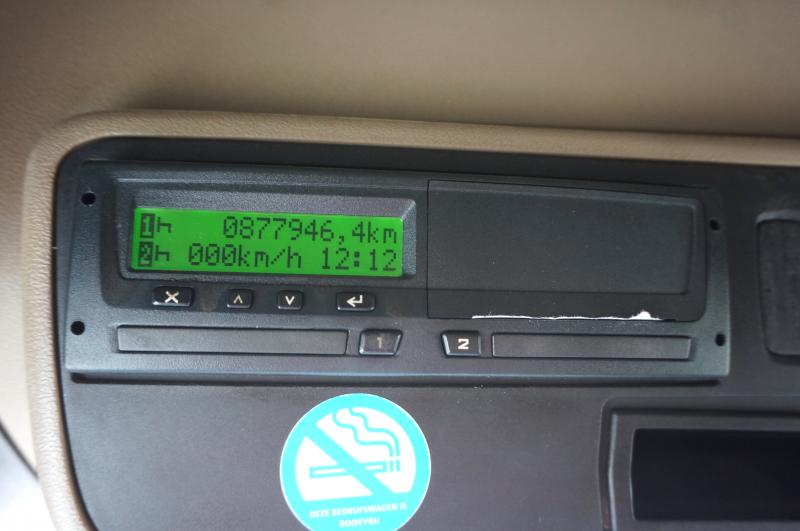 1 0877946,4km
2 000km/h 12:12
1 2
DEZE BEDRIJFSWAGEN IS
ROOKVRIJ